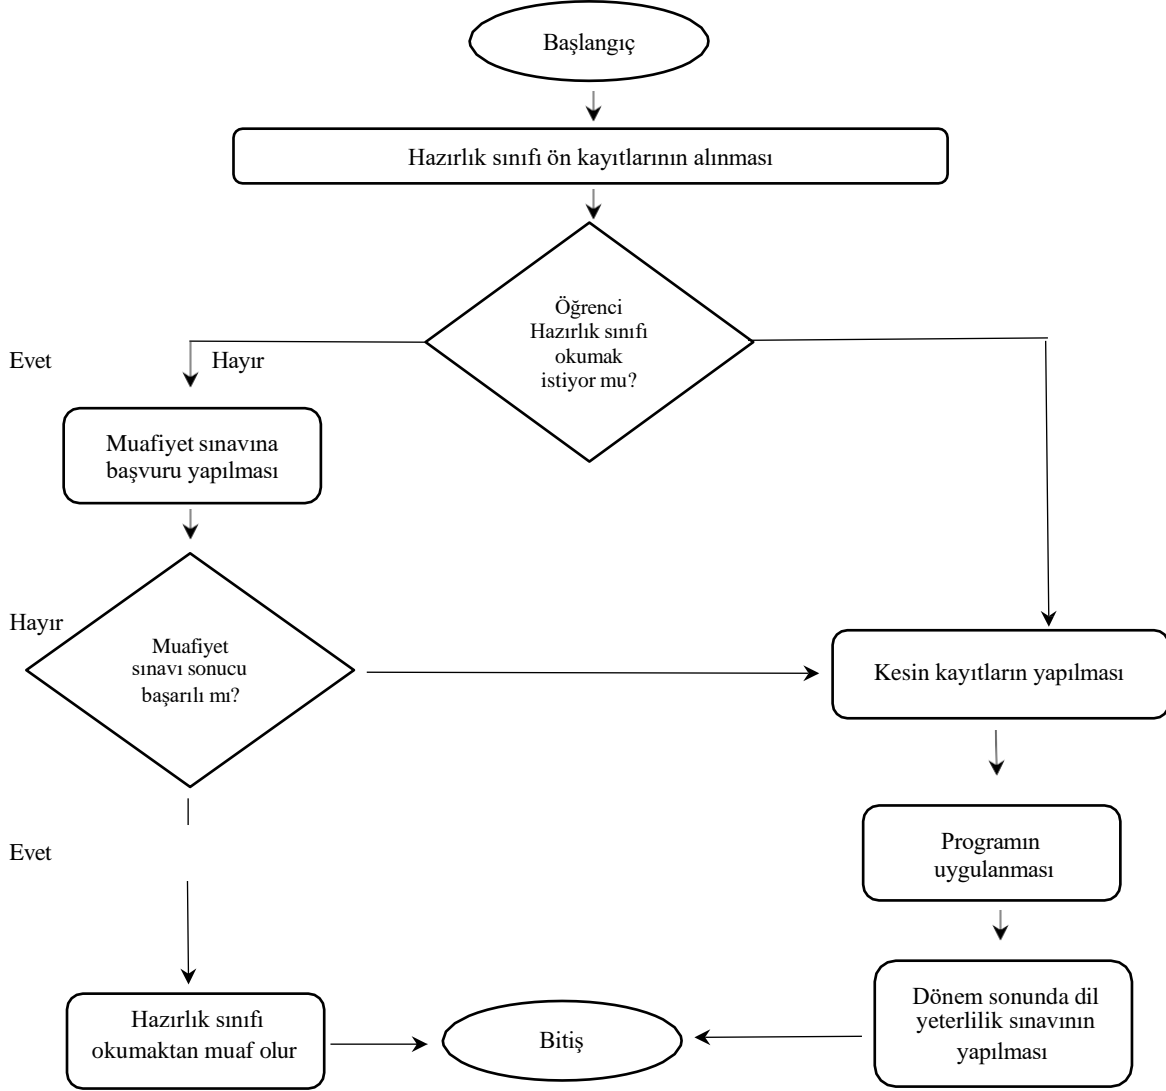 Başlangıç
Hazırlık sınıfı ön kayıtlarının alınması
Öğrenci
Hazırlık sınıfı
okumak
istiyor mu?
Evet
Hayır
Muafiyet sınavına
başvuru yapılması
Hayır
Muafiyet
sınavı sonucu
başarılı mı?
Kesin kayıtların yapılması
Evet
Programın
uygulanması
Hazırlık sınıfı
okumaktan muaf olur
Bitiş
Dönem sonunda dil
yeterlilik sınavının
yapılması